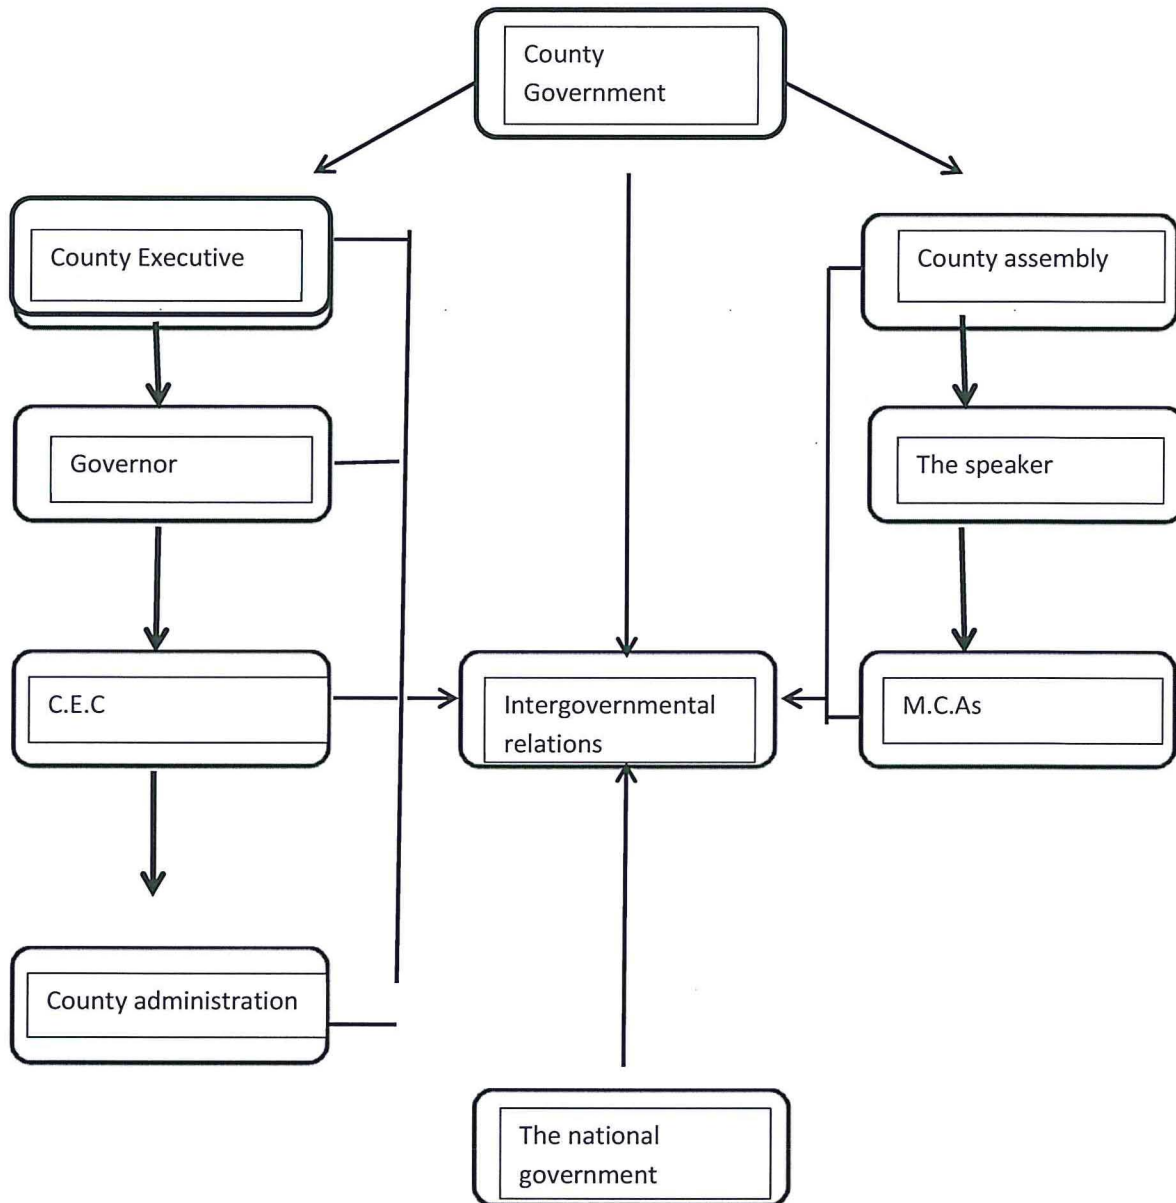 County
Government
County Executive
County assembly
Governor
The speaker
C.E.C
Intergovernmental
relations
M.C.As
County administration
The national
government